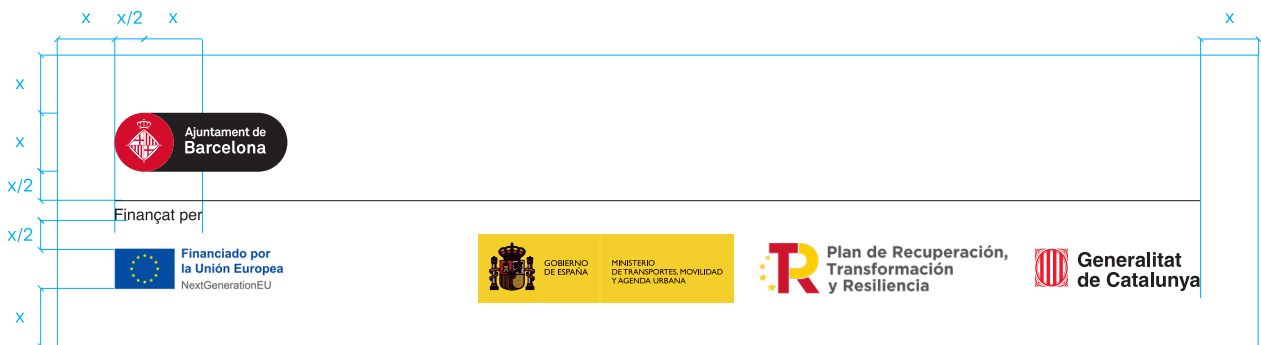 x x/2 x x
x
x
x/2
x/2
x
Ajuntament de
Barcelona
Finançat per
Financiado por
la Unión Europea
NextGenerationEU
GOBIERNO
DE ESPAÑA
MINISTERIO
DE TRANSPORTES, MOVILIDAD
Y AGENDA URBANA
Plan de Recuperación,
Transformación
y Resiliencia
Generalitat
de Catalunya